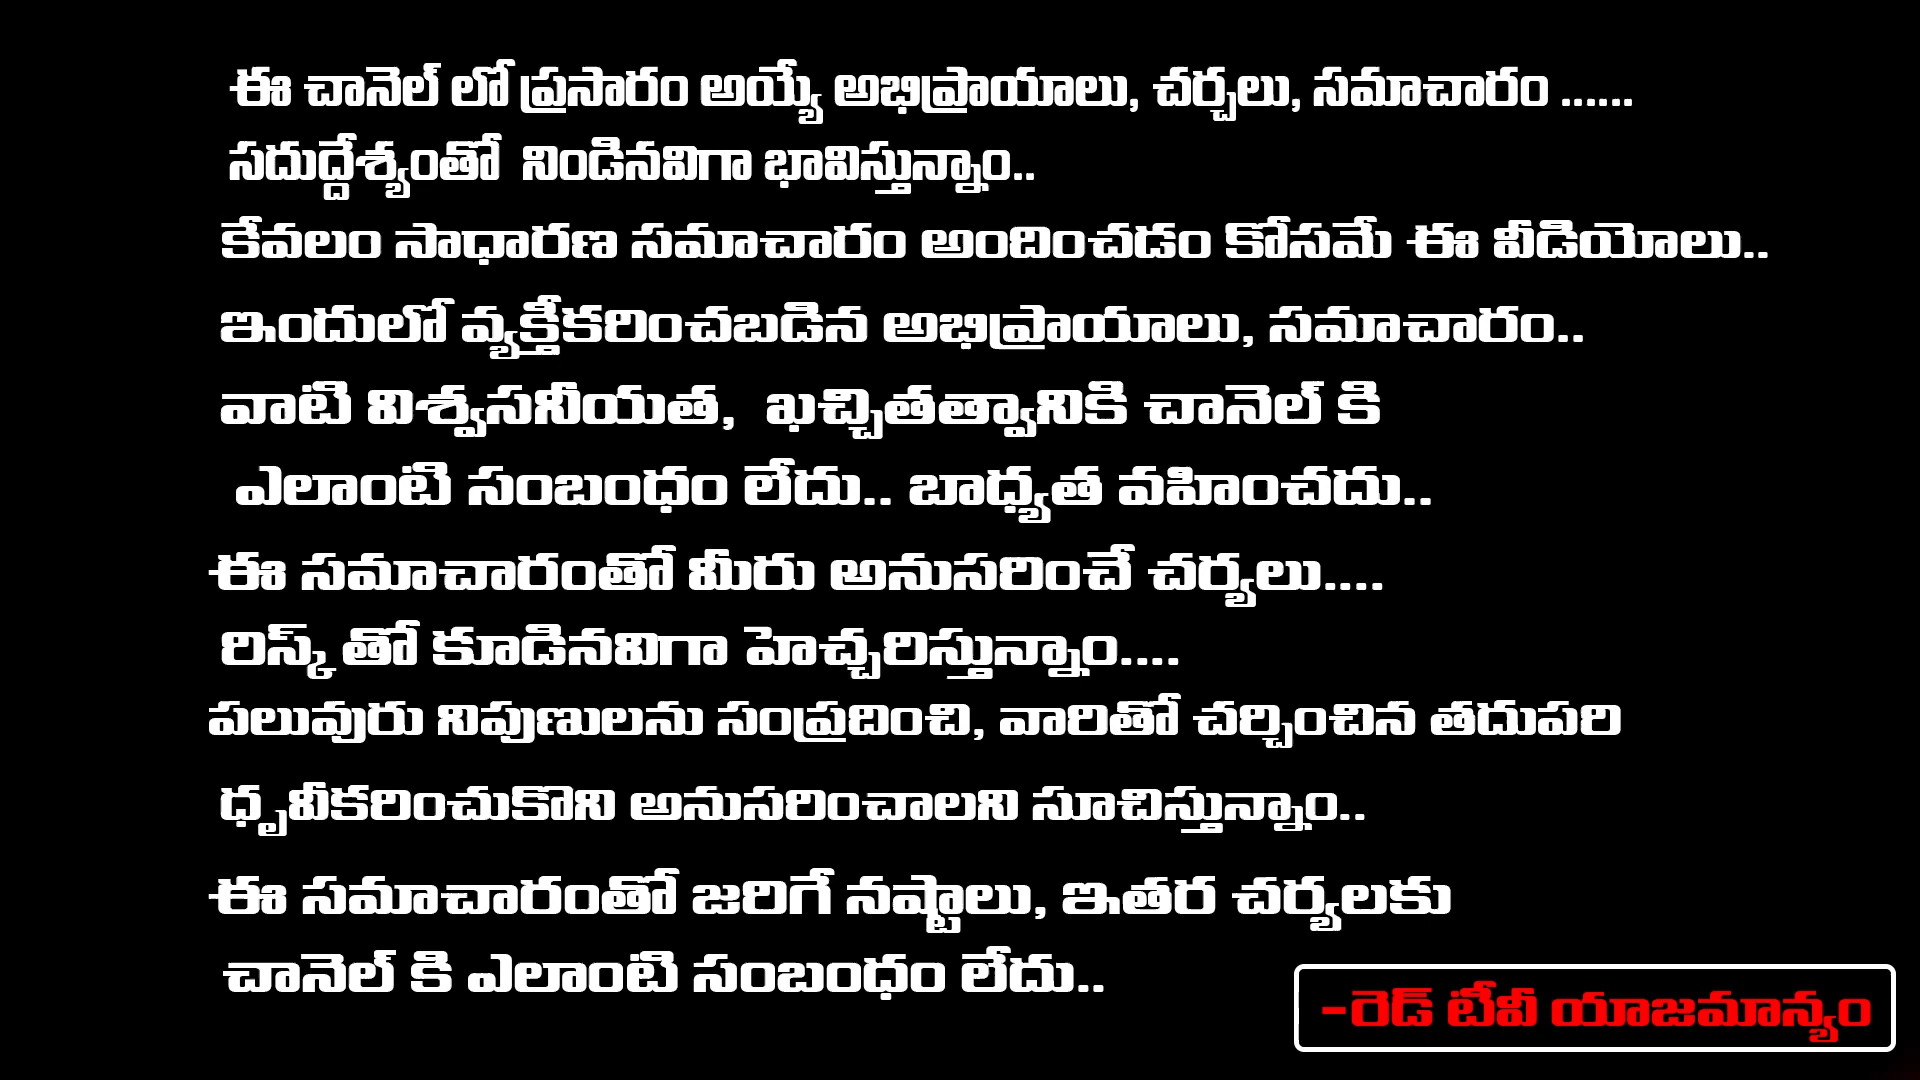 ఈ చానెల్ లో ప్రసారం అయ్యే అభిప్రాయాలు, చర్చలు, సమాచారం ......
సదుద్దేశ్యంతో నిండినవిగా భావిస్తున్నాం..
కేవలం సాధారణ సమాచారం అందించడం కోసమే ఈ వీడియోలు..
ఇందులో వ్యక్తీకరించబడిన అభిప్రాయాలు, సమాచారం..
వాటి విశ్వసనీయత, ఖచ్చితత్వానికి చానెల్ కి
ఎలాంటి సంబంధం లేదు.. బాధ్యత వహించదు..
ఈ సమాచారంతో మీరు అనుసరించే చర్యలు....
రిస్క్ తో కూడినవిగా హెచ్చరిస్తున్నాం....
పలువురు నిపుణులను సంప్రదించి, వారితో చర్చించిన తదుపరి
ధృవీకరించుకొని అనుసరించాలని సూచిస్తున్నాం..
ఈ సమాచారంతో జరిగే నష్టాలు, ఇతర చర్యలకు
చానెల్ కి ఎలాంటి సంబంధం లేదు..
-రెడ్ టీవీ యాజమాన్యం